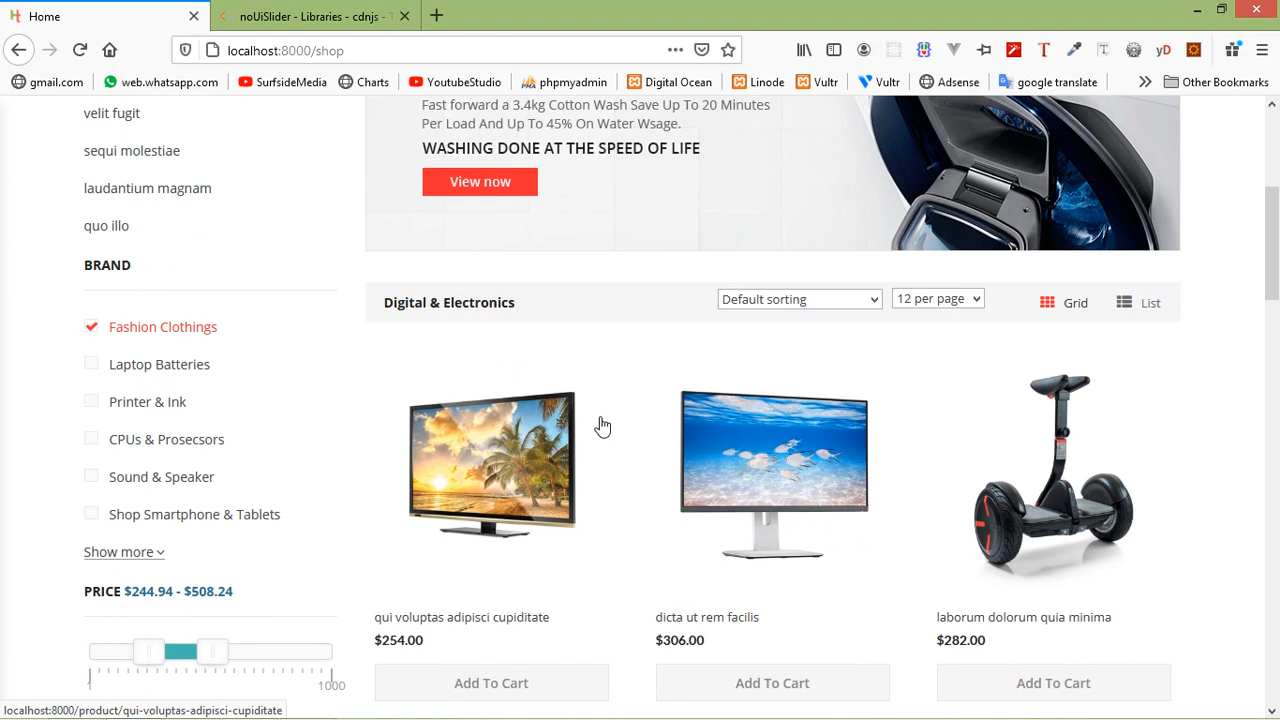 Home
noUiSlider - Libraries - cdnjs - T
localhost:8000/shop
gmail.com
web.whatsapp.com
SurfsideMedia
Charts
YoutubeStudio
phpmyadmin
Digital Ocean
Linode
Vultr
Vultr
Adsense
google translate
Other Bookmarks
velit fugit
sequi molestiae
laudantium magnam
quo illo
BRAND
Fashion Clothings
Laptop Batteries
Printer & Ink
CPUs & Prosecsors
Sound & Speaker
Shop Smartphone & Tablets
Show more
PRICE $244.94 - $508.24
1
1000
Fast forward a 3.4kg Cotton Wash Save Up To 20 Minutes
Per Load And Up To 45% On Water Wsage.
WASHING DONE AT THE SPEED OF LIFE
View now
Digital & Electronics
Default sorting
12 per page
Grid
List
qui voluptas adipisci cupiditate
$254.00
Add To Cart
dicta ut rem facilis
$306.00
Add To Cart
laborum dolorum quia minima
$282.00
Add To Cart
localhost:8000/product/qui-voluptas-adipisci-cupiditate